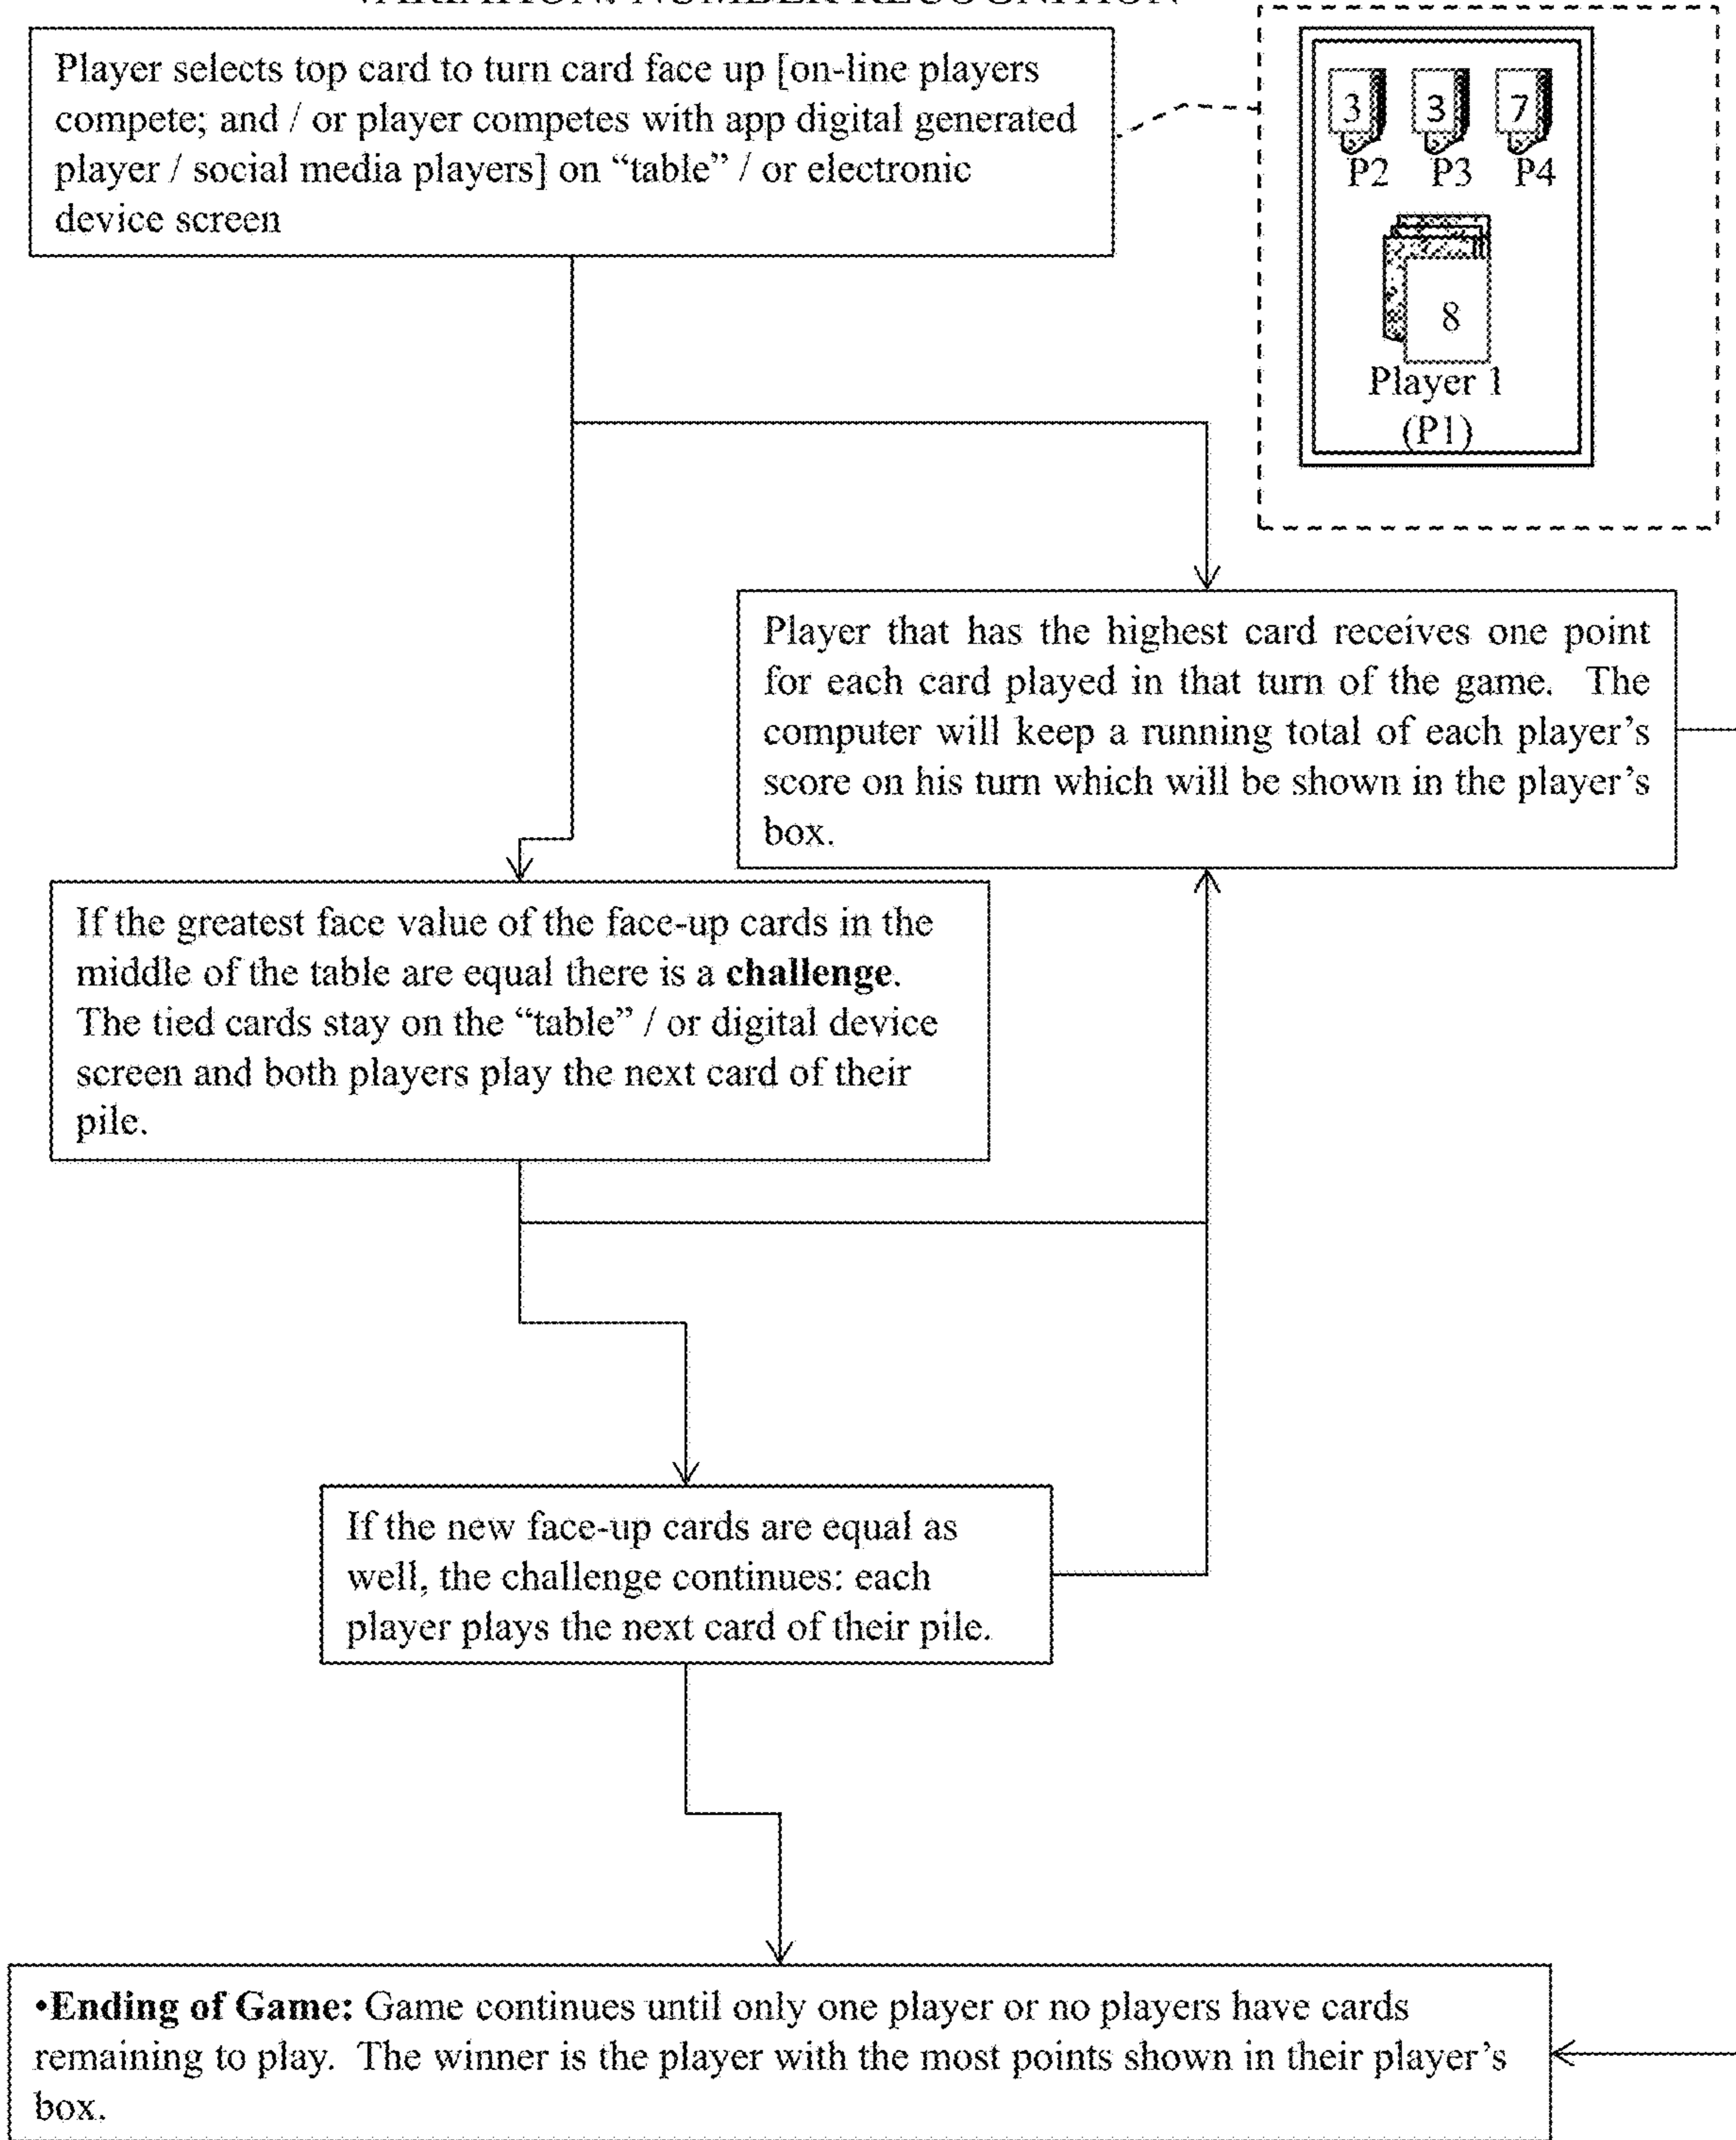 VARIATION: NUMBER RECOGNITION
Player selects top card to turn card face up [on-line players
compete; and / or player competes with app digital generated
player / social media players] on “table” / or electronic
device screen
3 3 7
P2 P3 P4
8
Player 1
(P1)
Player that has the highest card receives one point
for each card played in that turn of the game. The
computer will keep a running total of each player’s
score on his turn which will be shown in the player’s
box.
If the greatest face value of the face-up cards in the
middle of the table are equal there is a challenge.
The tied cards stay on the “table” / or digital device
screen and both players play the next card of their
pile.
If the new face-up cards are equal as
well, the challenge continues: each
player plays the next card of their pile.
•Ending of Game: Game continues until only one player or no players have cards
remaining to play. The winner is the player with the most points shown in their player’s
box.